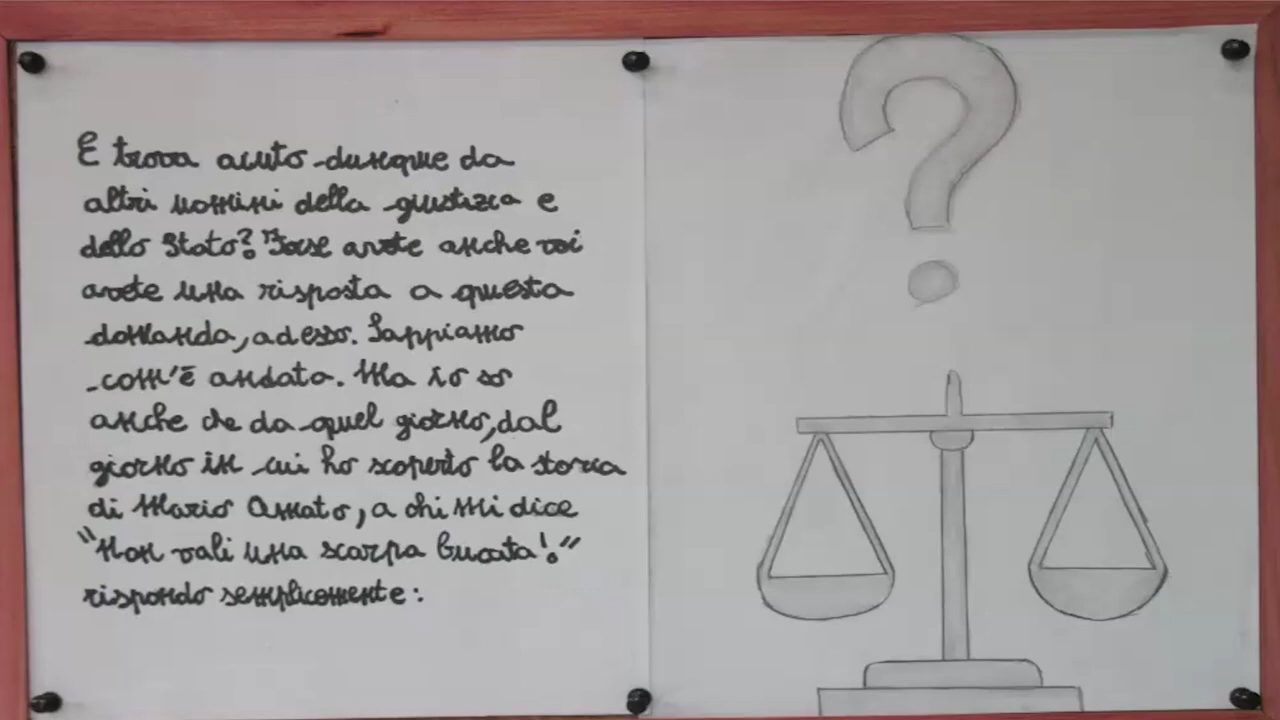 E trova aiuto dunque da
altri uomini della giustizia e
dello Stato? Forse avete anche voi
avete una risposta a questa
domanda, adesso. Sappiamo
com'è andata. Ma io so
anche che da quel giorno, dal
giorno in cui ho scoperto la storia
di Mario Amato, a chi mi dice
"Non vali una scarpa bucata!"
rispondo semplicemente:
?